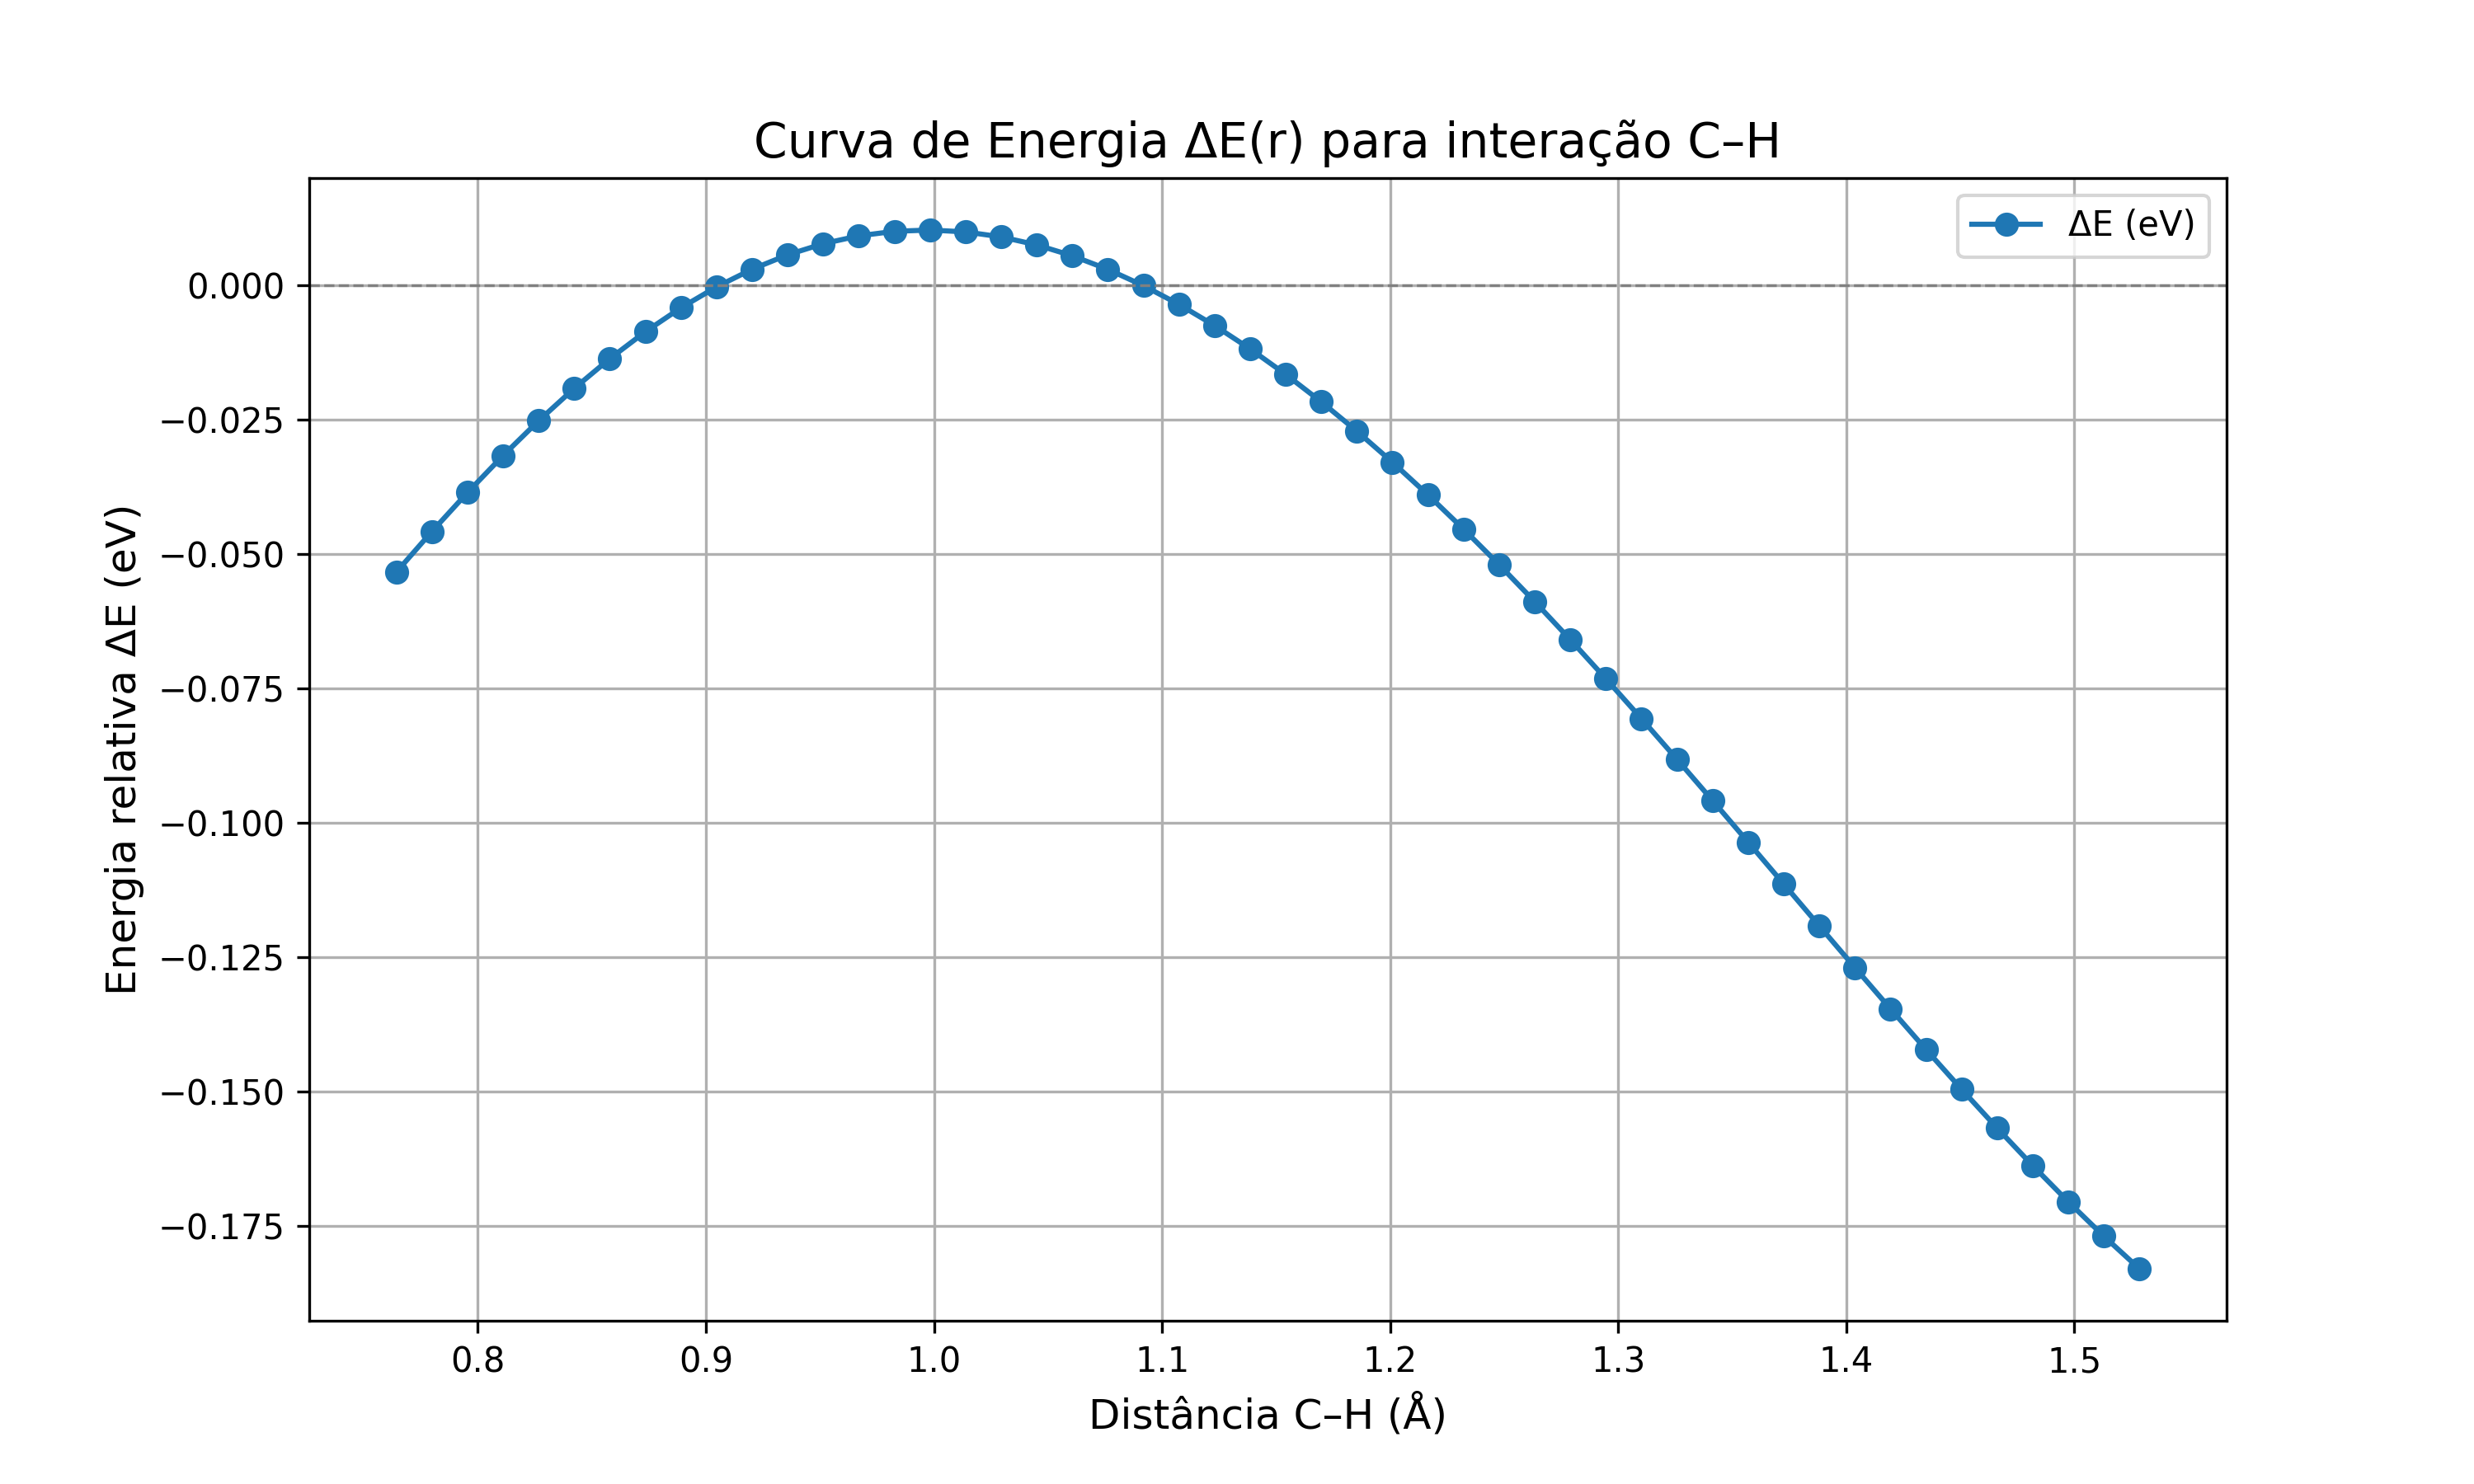 Curva de Energia ΔE(r) para interação C–H
ΔE (eV)
Energia relativa ΔE (eV)
0.000
−0.025
−0.050
−0.075
−0.100
−0.125
−0.150
−0.175
0.8 0.9 1.0 1.1 1.2 1.3 1.4 1.5
Distância C–H (Å)